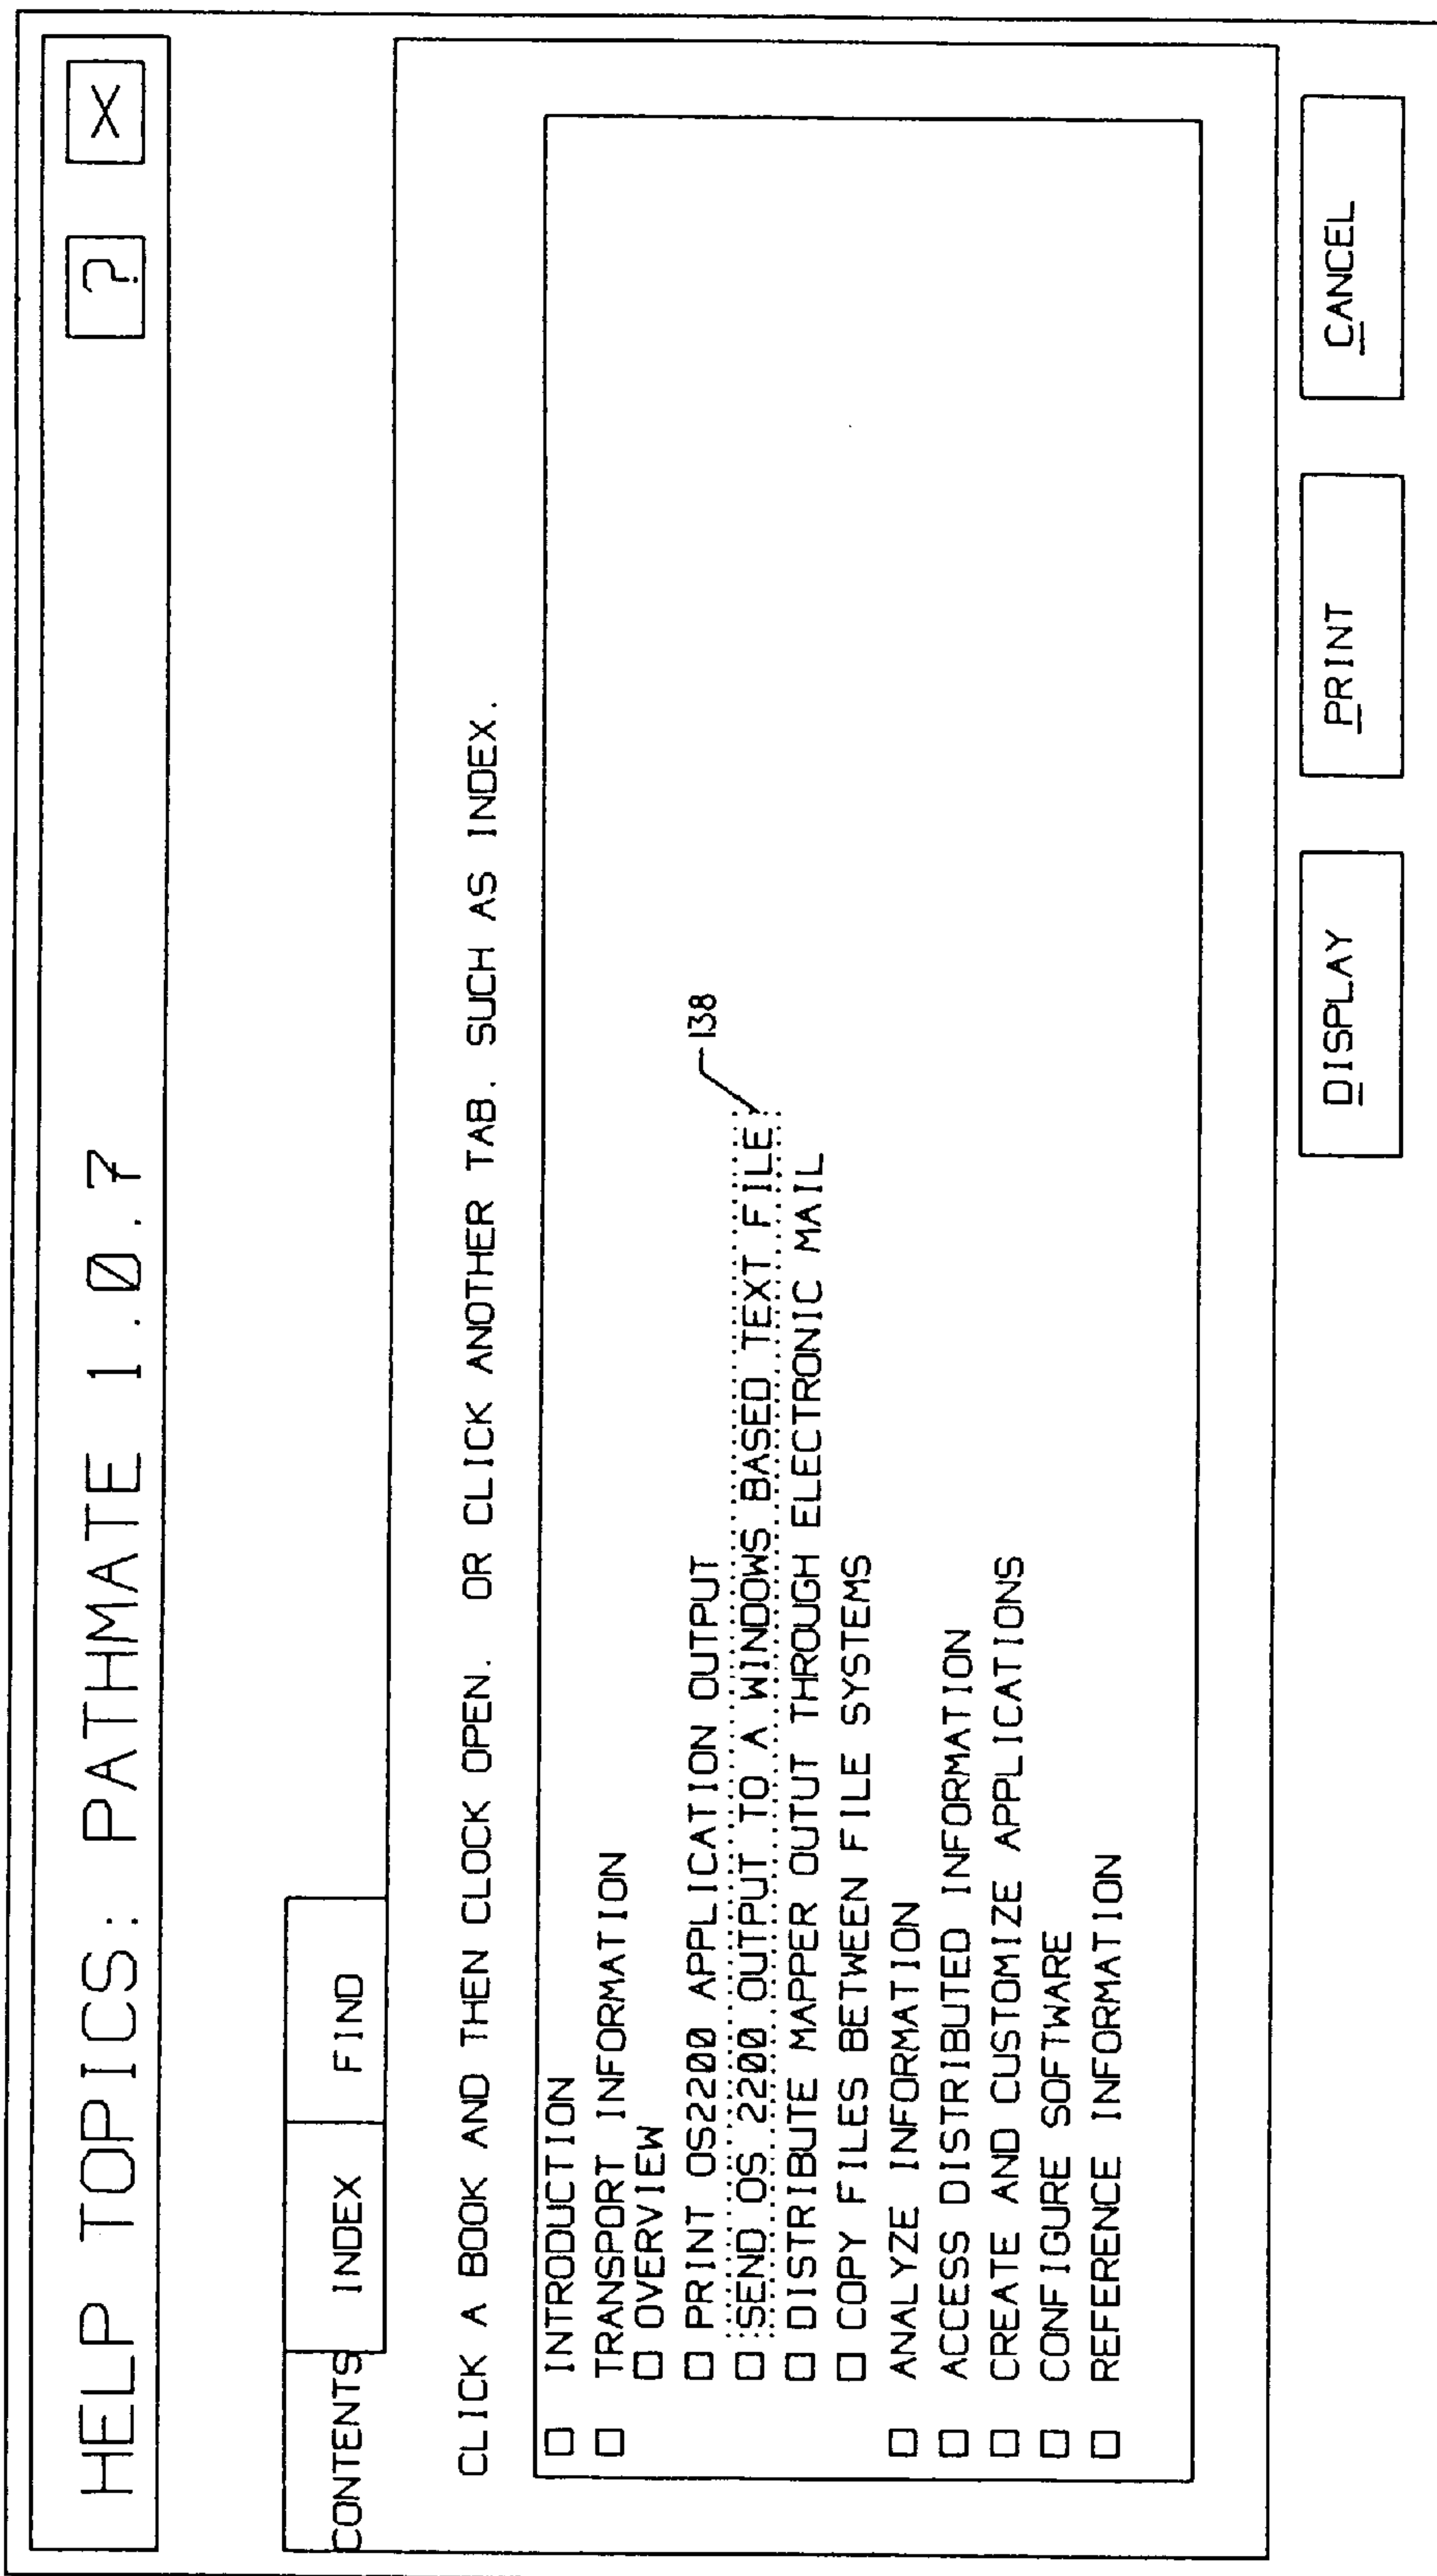 HELP TOPICS: PATHMATE 1.0.7 ? X
CONTENTS INDEX FIND
CLICK A BOOK AND THEN CLOCK OPEN. OR CLICK ANOTHER TAB. SUCH AS INDEX.
INTRODUCTION
TRANSPORT INFORMATION
OVERVIEW
PRINT OS2200 APPLICATION OUTPUT
SEND OS 2200 OUTPUT TO A WINDOWS BASED TEXT FILE 138
DISTRIBUTE MAPPER OUTUT THROUGH ELECTRONIC MAIL
COPY FILES BETWEEN FILE SYSTEMS
ANALYZE INFORMATION
ACCESS DISTRIBUTED INFORMATION
CREATE AND CUSTOMIZE APPLICATIONS
CONFIGURE SOFTWARE
REFERENCE INFORMATION
DISPLAY PRINT CANCEL